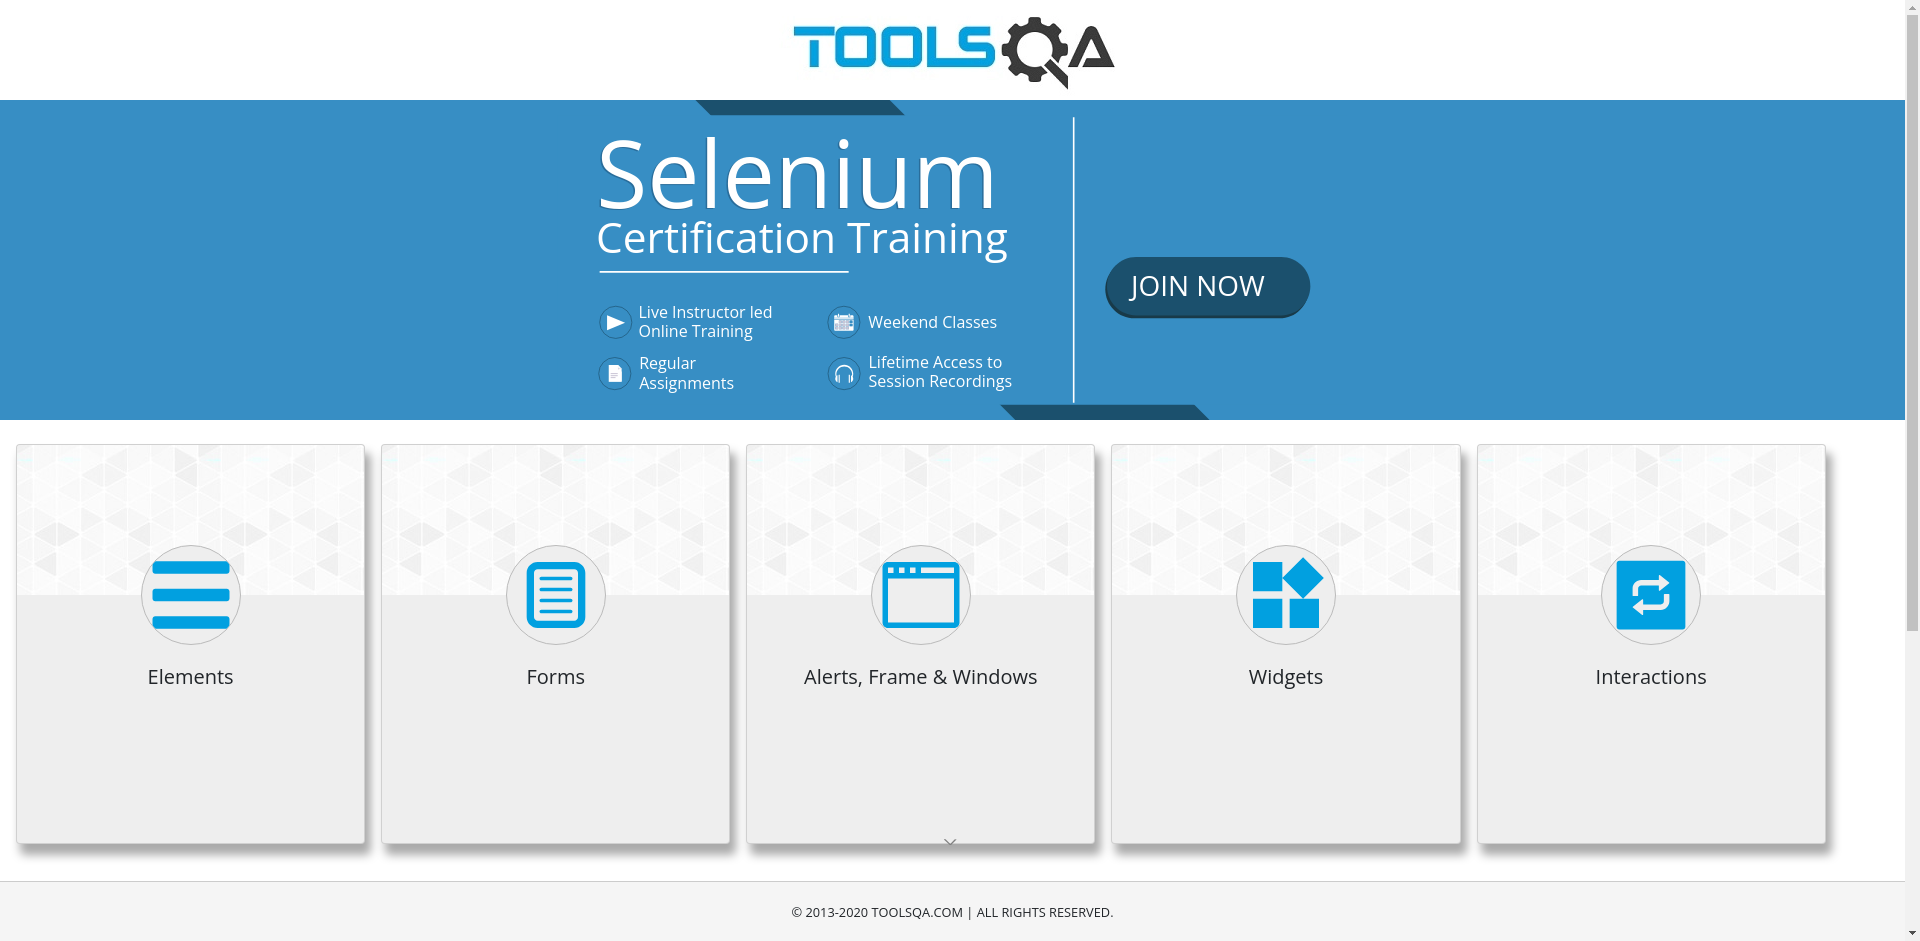 TOOLSQA
Selenium
Certification Training
Live Instructor led
Online Training
Weekend Classes
Regular
Assignments
Lifetime Access to
Session Recordings
JOIN NOW
Elements
Forms
Alerts, Frame & Windows
Widgets
Interactions
© 2013-2020 TOOLSQA.COM | ALL RIGHTS RESERVED.